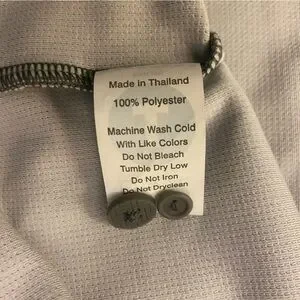 Made in Thailand
100% Polyester
Machine Wash Cold
With Like Colors
Do Not Bleach
Tumble Dry Low
Do Not Iron
Do Not Dryclean